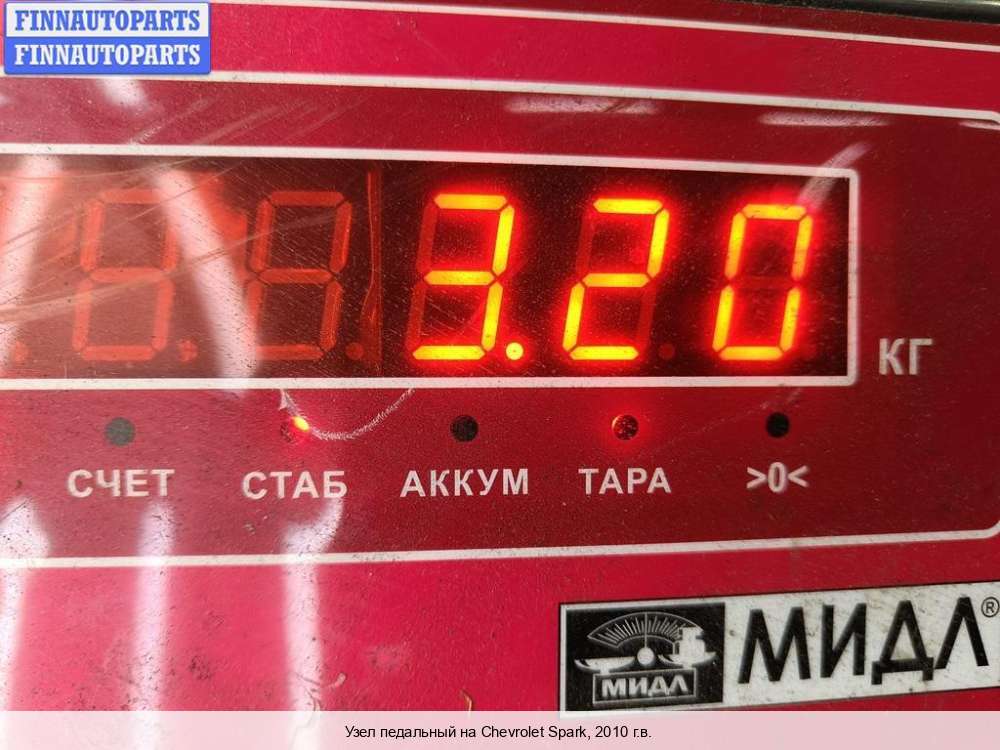 FINNAUTOPARTS
FINNAUTOPARTS
3.20
КГ
СЧЕТ СТАБ АККУМ ТАРА >0<
МИДЛ МИДЛ®
Узел педальный на Chevrolet Spark, 2010 г.в.